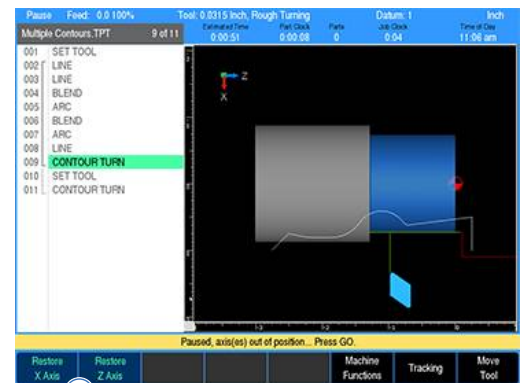 Pause Feed: 0.0 100% Tool: 0.0315 Inch, Rough Turning Datum: 1 Inch
Multiple Contours.TPT 9 of 11
Estimated Time Part Clock Parts Job Clock Time of Day
0:00:51 0:00:08 0 0:04 11:06 am
001 SET TOOL
002 LINE
003 LINE
004 BLEND
005 ARC
006 BLEND
007 ARC
008 LINE
009 CONTOUR TURN
010 SET TOOL
011 CONTOUR TURN
Z
X
Paused, axis(es) out of position... Press GO.
Restore X Axis
Restore Z Axis
Machine Functions
Tracking
Move Tool